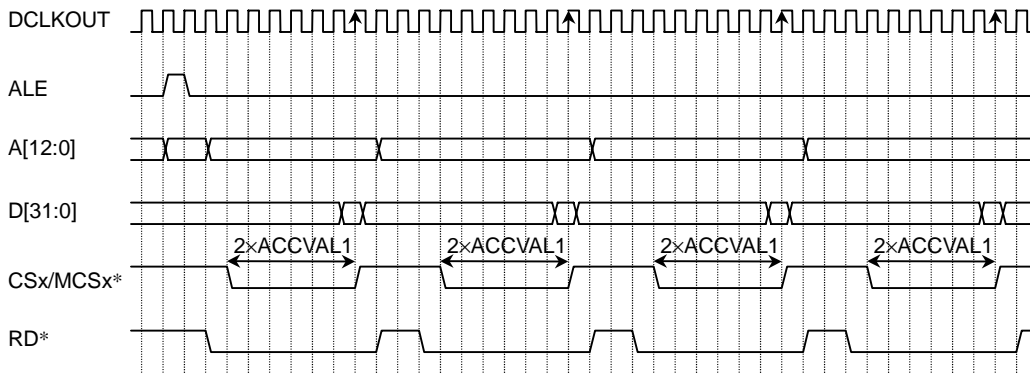 DCLKOUT
ALE
A[12:0]
D[31:0]
2×ACCVAL1 2×ACCVAL1 2×ACCVAL1 2×ACCVAL1
CSx/MCSx*
RD*